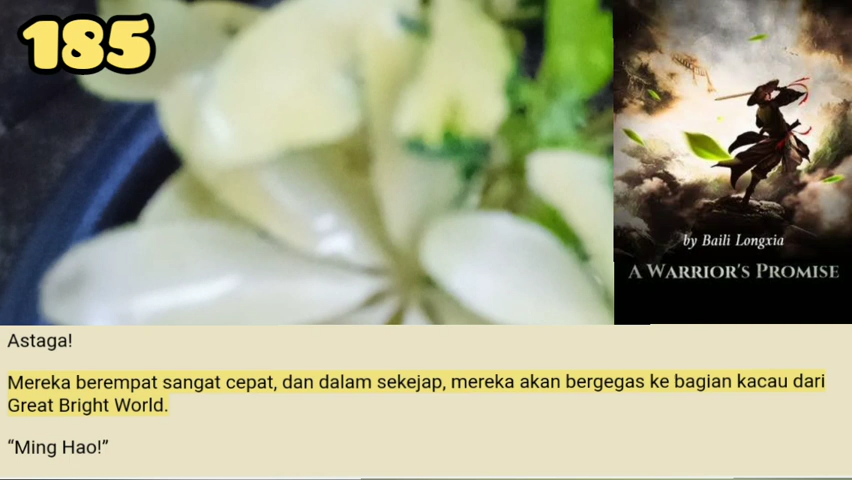 185
by Baili Longxia
A WARRIOR'S PROMISE
Astaga!
Mereka berempat sangat cepat, dan dalam sekejap, mereka akan bergegas ke bagian kacau dari
Great Bright World.
“Ming Hao!”